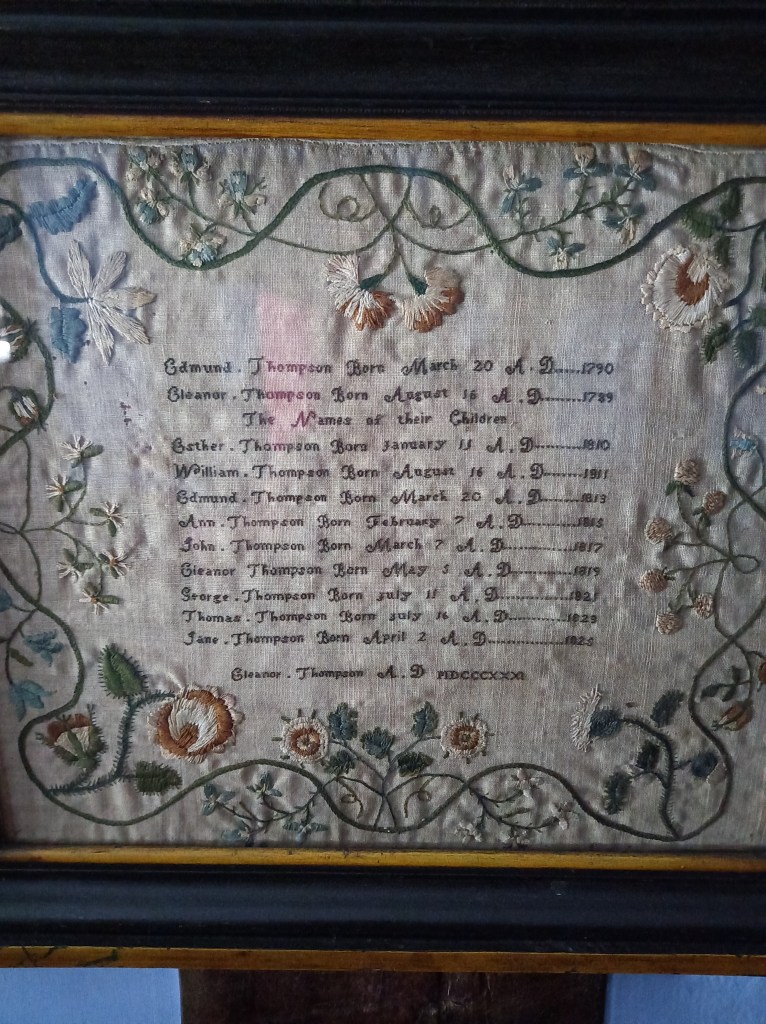 Edmund . Thompson Born March 20 A . D......1790
Eleanor . Thompson Born August 16 A . D......1789
The Names of their Children
Esther . Thompson Born January 11 A . D..........1810
William . Thompson Born August 16 A . D..........1811
Edmund . Thompson Born March 20 A . D..........1813
Ann . Thompson Born February 7 A . D..........1815
John . Thompson Born March 7 A . D..........1817
Eleanor Thompson Born May 5 A . D..........1819
George . Thompson Born July 11 A . D..........1821
Thomas . Thompson Born July 16 A . D..........1823
Jane . Thompson Born April 2 A . D..........1825
Eleanor . Thompson A . D MDCCCXXXI